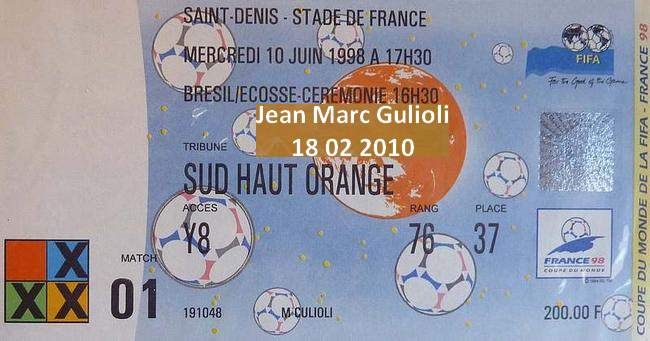 SAINT-DENIS - STADE DE FRANCE
MERCREDI 10 JUIN 1998 A 17H30
BRESIL/ECOSSE-CEREMONIE 16H30
Jean Marc Gulioli
18 02 2010
TRIBUNE
SUD HAUT ORANGE
ACCES RANG PLACE
Y8 76 37
MATCH
X
XXX 01
191048 M CULIOLI 200.00 F
FIFA
For the Good of the Game
FRANCE 98
COUPE DU MONDE
COUPE DU MONDE DE LA FIFA - FRANCE 98